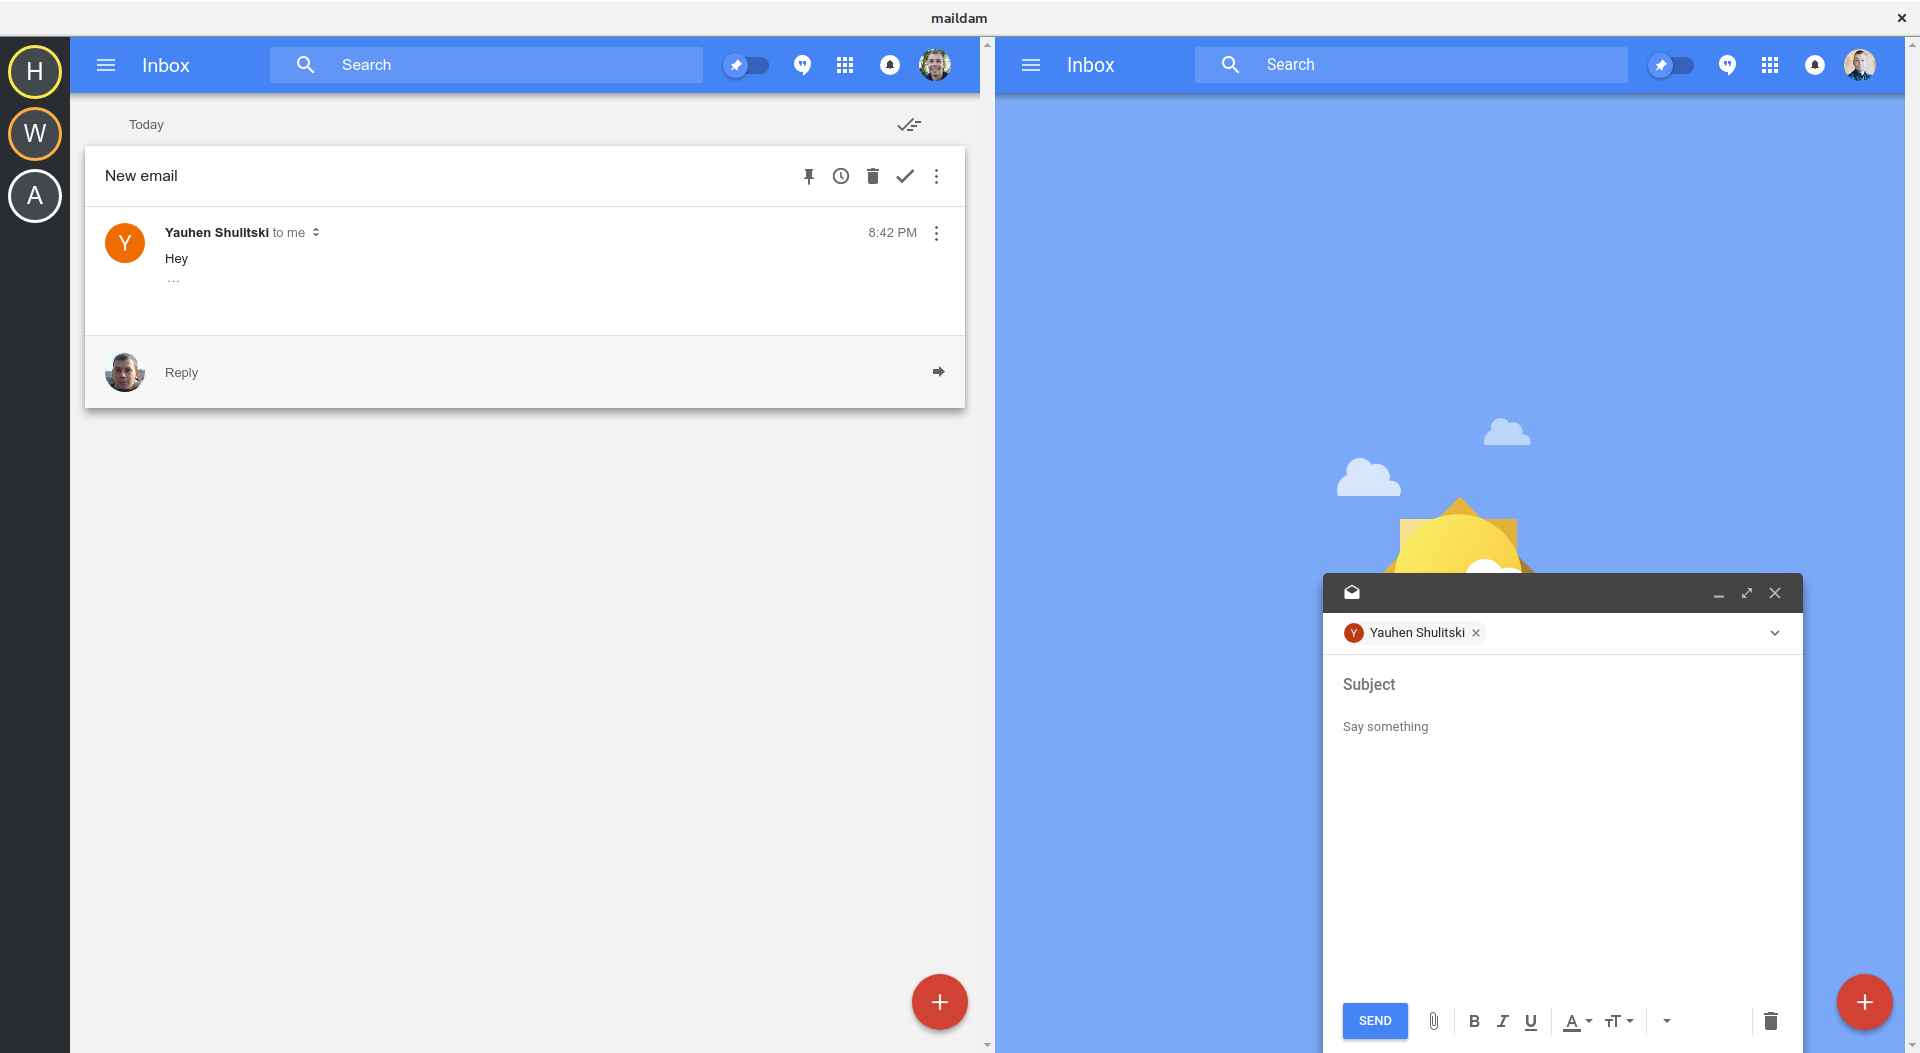 maildam
H
W
A
Inbox
Search
Today
New email
Y
Yauhen Shulitski to me
8:42 PM
Hey
...
Reply
Inbox
Search
Y Yauhen Shulitski
Subject
Say something
SEND
B I U A TT